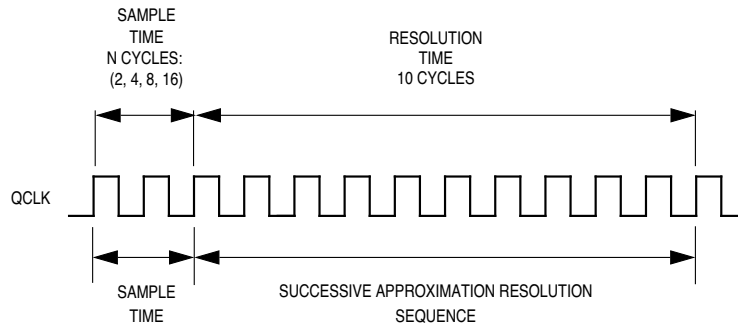 SAMPLE
TIME
N CYCLES:
(2, 4, 8, 16)
RESOLUTION
TIME
10 CYCLES
QCLK
SAMPLE
TIME
SUCCESSIVE APPROXIMATION RESOLUTION
SEQUENCE